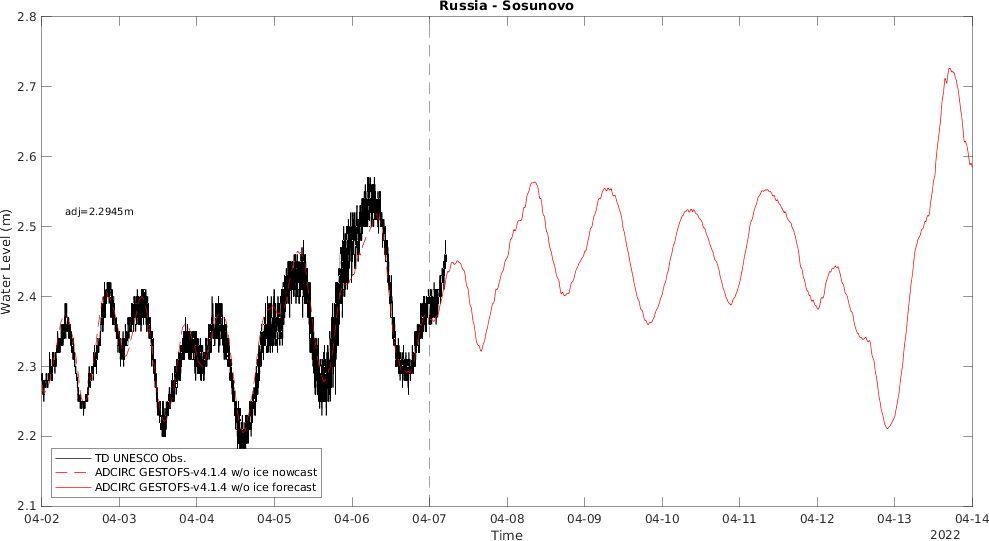 Russia - Sosunovo
2.8
2.7
2.6
2.5
2.4
2.3
2.2
2.1
Water Level (m)
adj=2.2945m
TD UNESCO Obs.
ADCIRC GESTOFS-v4.1.4 w/o ice nowcast
ADCIRC GESTOFS-v4.1.4 w/o ice forecast
04-02 04-03 04-04 04-05 04-06 04-07 04-08 04-09 04-10 04-11 04-12 04-13 04-14
Time
2022